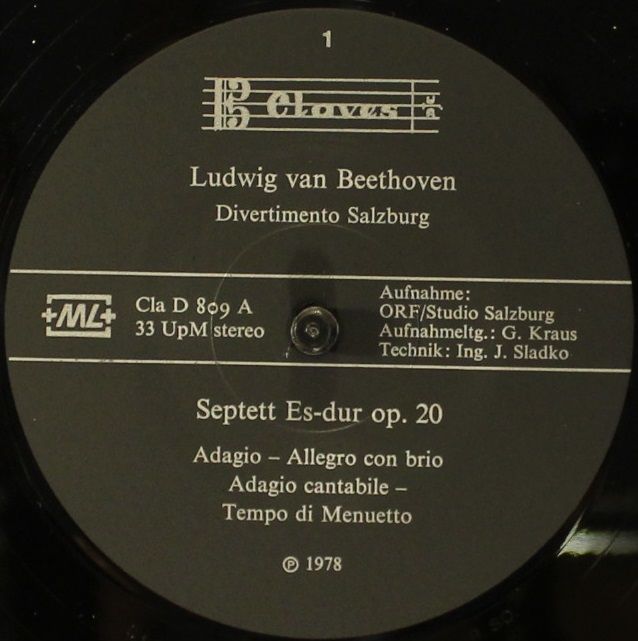 1
Claves
Ludwig van Beethoven
Divertimento Salzburg
+ML+
Cla D 809 A
33 UpM stereo
Aufnahme:
ORF/Studio Salzburg
Aufnahmeltg.: G. Kraus
Technik: Ing. J. Sladko
Septett Es-dur op. 20
Adagio – Allegro con brio
Adagio cantabile –
Tempo di Menuetto
℗ 1978